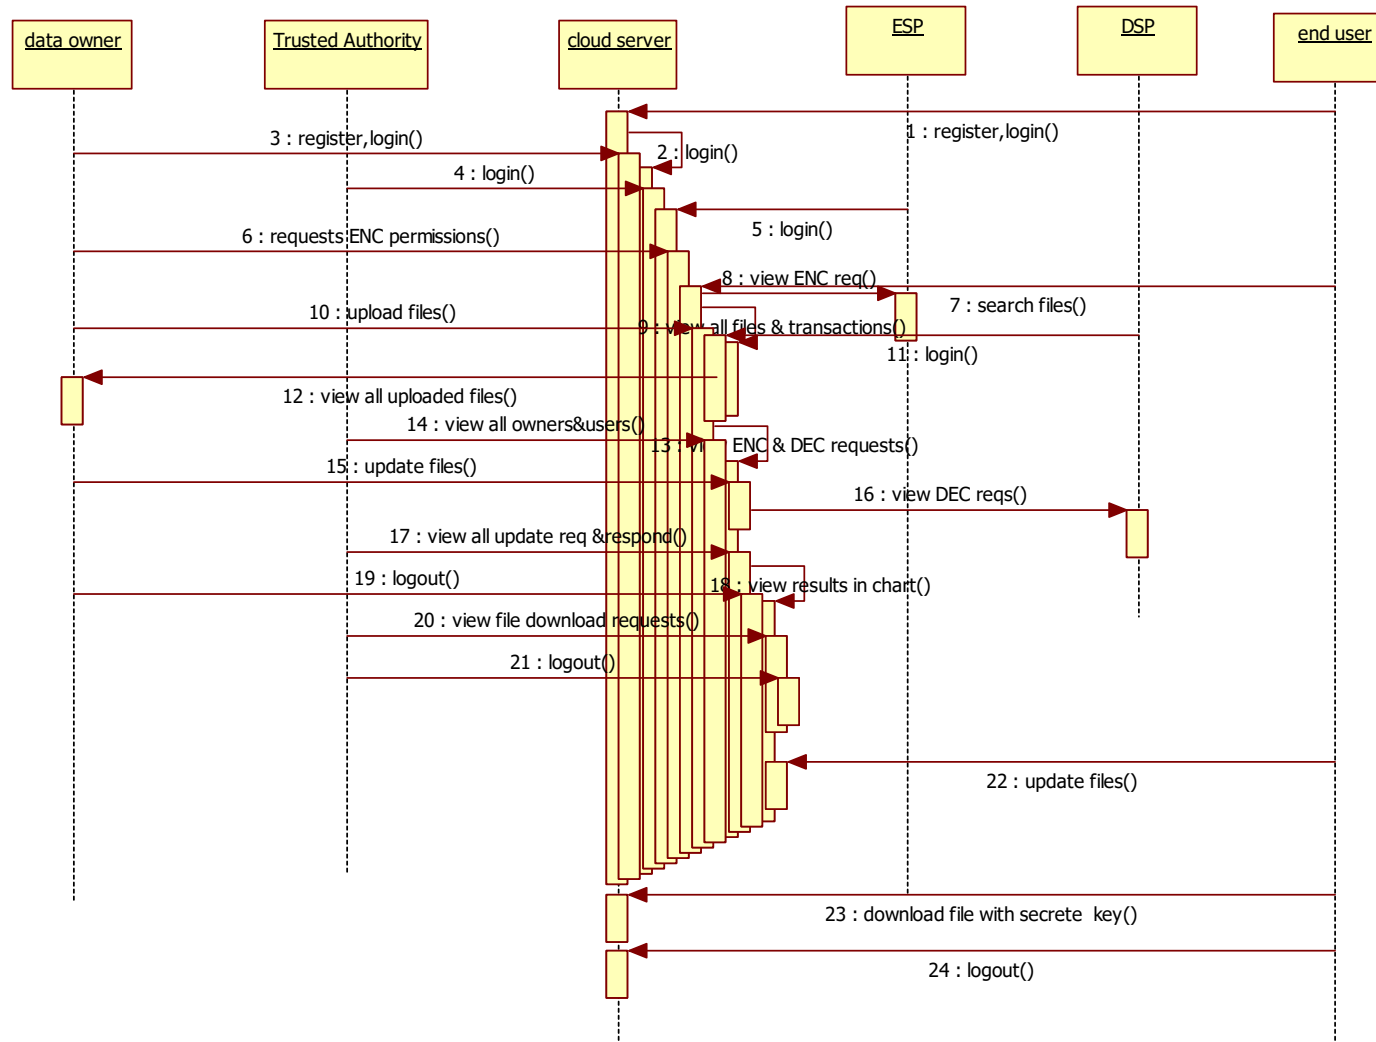 data owner
Trusted Authority
cloud server
ESP
DSP
end user
1 : register,login()
3 : register,login()
2 : login()
4 : login()
5 : login()
6 : requests ENC permissions()
8 : view ENC req()
7 : search files()
10 : upload files()
9 : view all files & transactions()
11 : login()
12 : view all uploaded files()
14 : view all owners&users()
13 : view ENC & DEC requests()
15 : update files()
16 : view DEC reqs()
17 : view all update req &respond()
18 : view results in chart()
19 : logout()
20 : view file download requests()
21 : logout()
22 : update files()
23 : download file with secrete  key()
24 : logout()